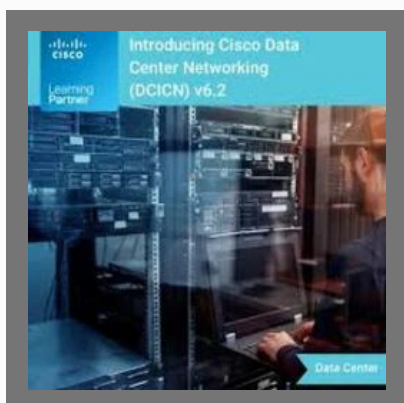 CISCO
Learning
Partner
Introducing Cisco Data
Center Networking
(DCICN) v6.2
Data Center